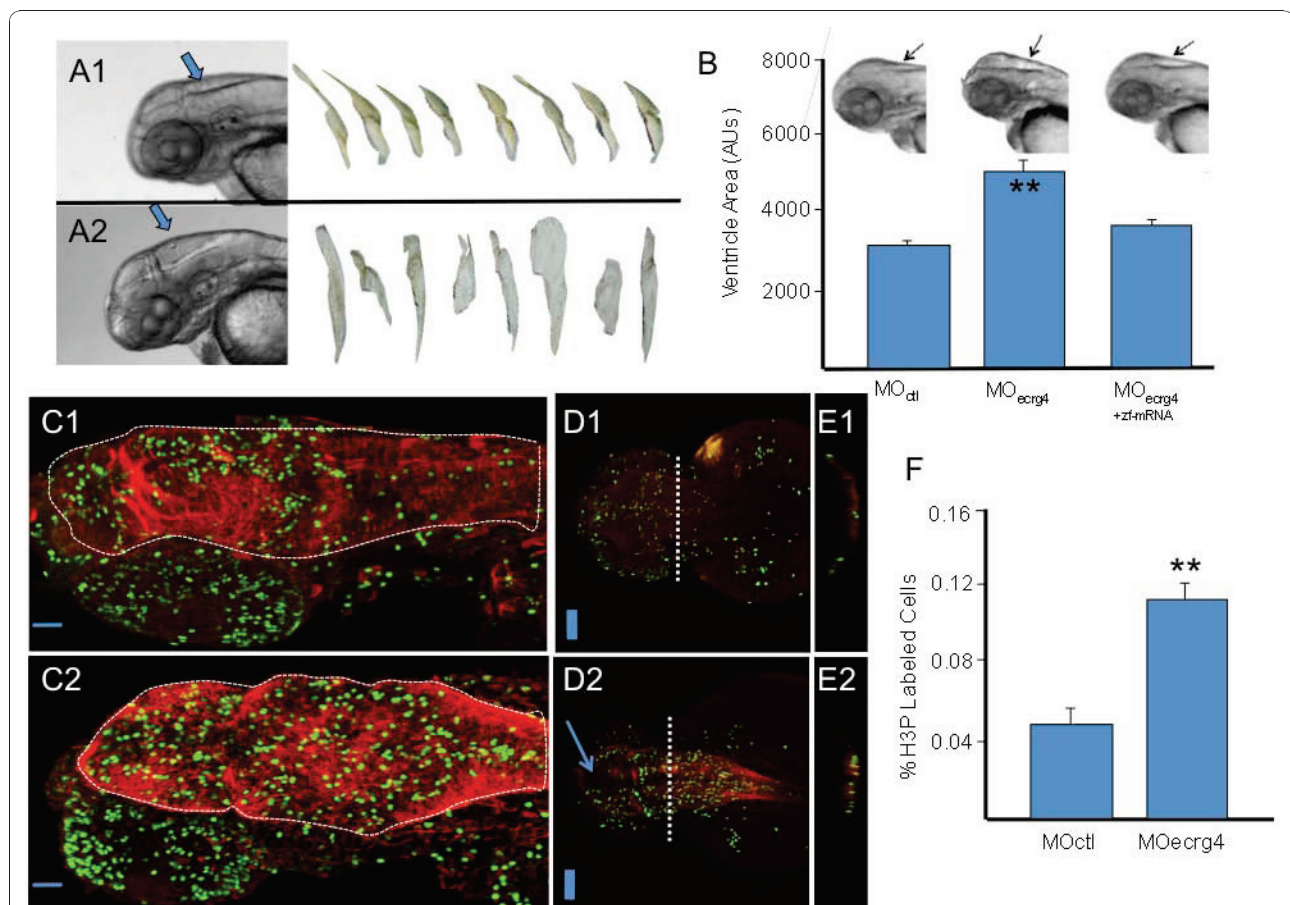 A1
A2
B
8000
6000
4000
2000
Ventricle Area (AUs)
**
MOctl
MOecrg4
MOecrg4
+zf-mRNA
C1
D1
E1
C2
D2
E2
F
0.16
0.12
0.08
0.04
% H3P Labeled Cells
**
MOctl
MOecrg4